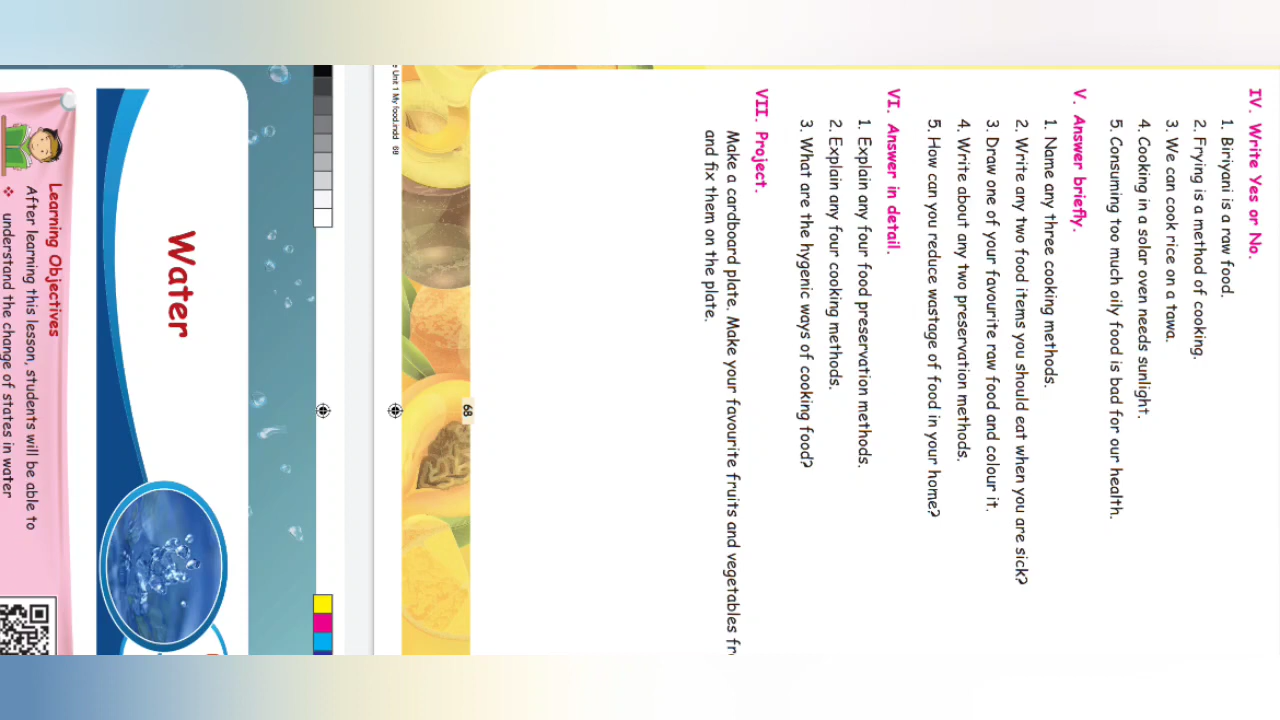 IV. Write Yes or No.
1. Biriyani is a raw food.
2. Frying is a method of cooking.
3. We can cook rice on a tawa.
4. Cooking in a solar oven needs sunlight.
5. Consuming too much oily food is bad for our health.
V. Answer briefly.
1. Name any three cooking methods.
2. Write any two food items you should eat when you are sick?
3. Draw one of your favourite raw food and colour it.
4. Write about any two preservation methods.
5. How can you reduce wastage of food in your home?
VI. Answer in detail.
1. Explain any four food preservation methods.
2. Explain any four cooking methods.
3. What are the hygenic ways of cooking food?
VII. Project.
Make a cardboard plate. Make your favourite fruits and vegetables
and fix them on the plate.
68
Unit 1 My food.indd 68
Water
Learning Objectives
After learning this lesson, students will be able to
❖ understand the change of states in water